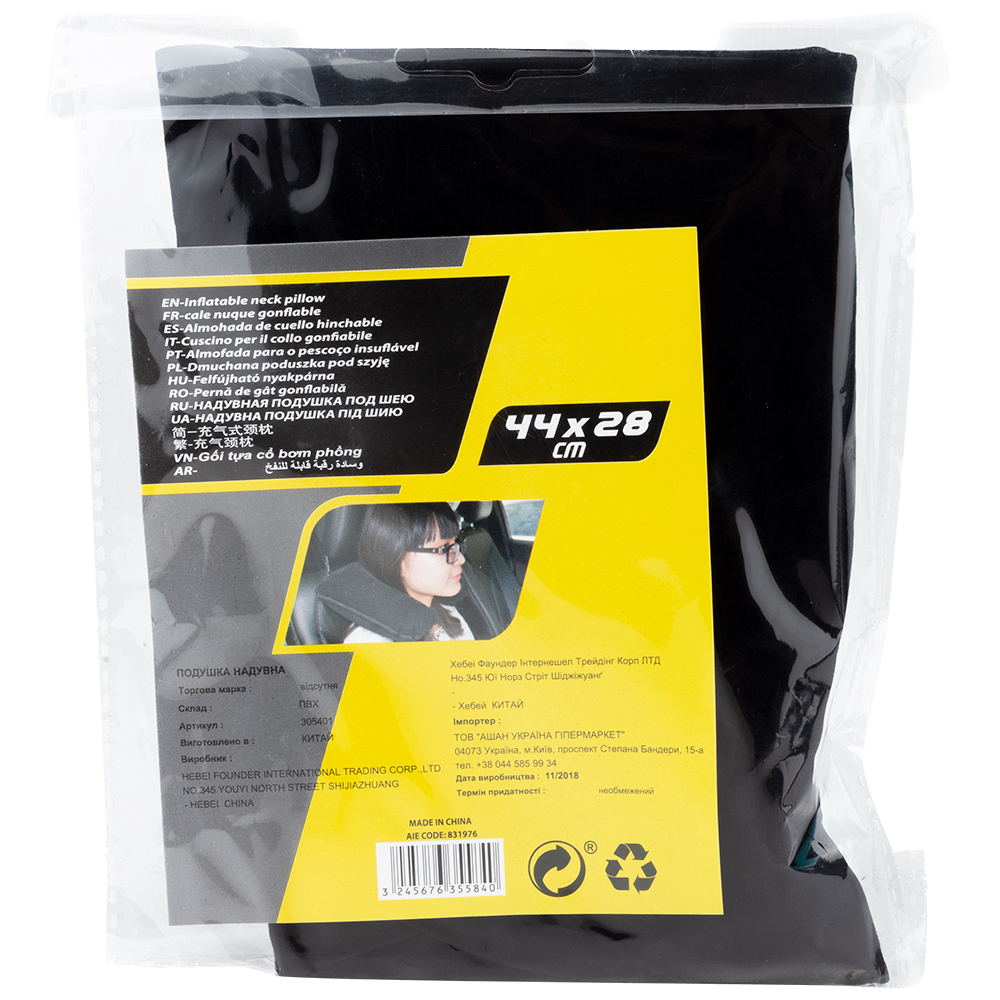 EN-Inflatable neck pillow
FR-cale nuque gonflable
ES-Almohada de cuello hinchable
IT-Cuscino per il collo gonfiabile
PT-Almofada para o pescoço insuflável
PL-Dmuchana poduszka pod szyję
HU-Felfújható nyakpárna
RO-Pernă de gât gonflabilă
RU-НАДУВНАЯ ПОДУШКА ПОД ШЕЮ
UA-НАДУВНА ПОДУШКА ПІД ШИЮ
简-充气式颈枕
繁-充气颈枕
VN-Gối tựa cổ bơm phồng
AR- وسادة رقبة قابلة للنفخ
44x28
cm
ПОДУШКА НАДУВНА
Торгова марка : відсутня
Склад : ПВХ
Артикул : 305401
Виготовлено в : КИТАЙ
Виробник :
HEBEI FOUNDER INTERNATIONAL TRADING CORP.,LTD
NO.345 YOUYI NORTH STREET SHIJIAZHUANG
- HEBEI CHINA
Хебеі Фаундер Інтернешел Трейдінг Корп ЛТД
Но.345 Юї Норз Стріт Шіджіжуанґ
-
- Хебей КИТАЙ
Імпортер :
ТОВ "АШАН УКРАЇНА ГІПЕРМАРКЕТ"
04073 Україна, м.Київ, проспект Степана Бандери, 15-а
тел. +38 044 585 99 34
Дата виробництва : 11/2018
Термін придатності : необмежений
MADE IN CHINA
AIE CODE: 831976
3 245676 355840
®